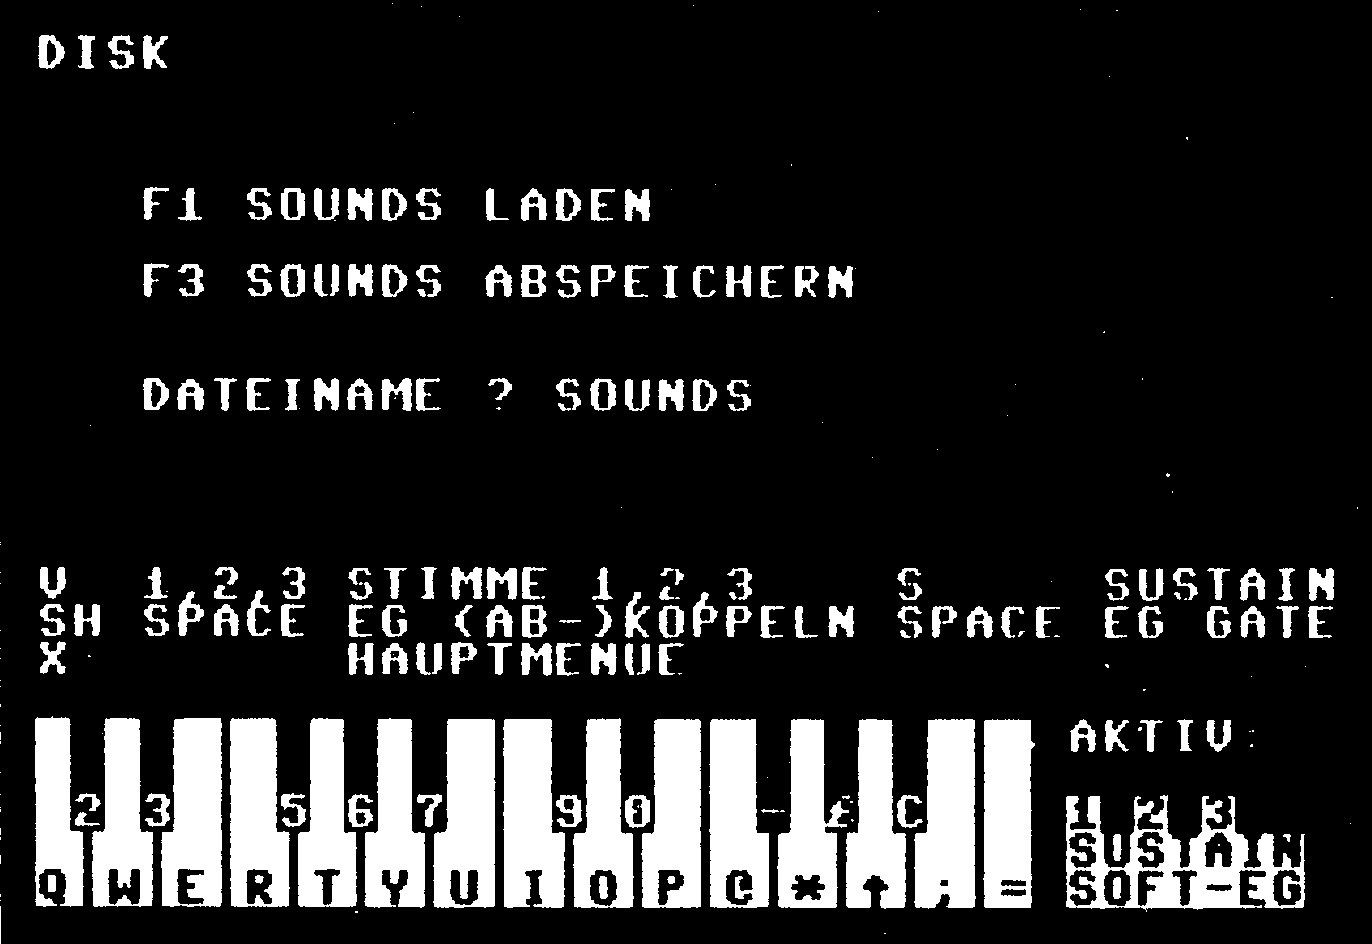 DISK
F1 SOUNDS LADEN
F3 SOUNDS ABSPEICHERN
DATEINAME ? SOUNDS
V 1,2,3 STIMME 1,2,3 S SUSTAIN
SH SPACE EG (AB-)KOPPELN SPACE EG GATE
X HAUPTMENUE
AKTIV:
2 3 5 6 7 9 0 - £ C
1 2 3
SUSTAIN
Q W E R T Y U I O P @ * ↑ ; =
SOFT-EG